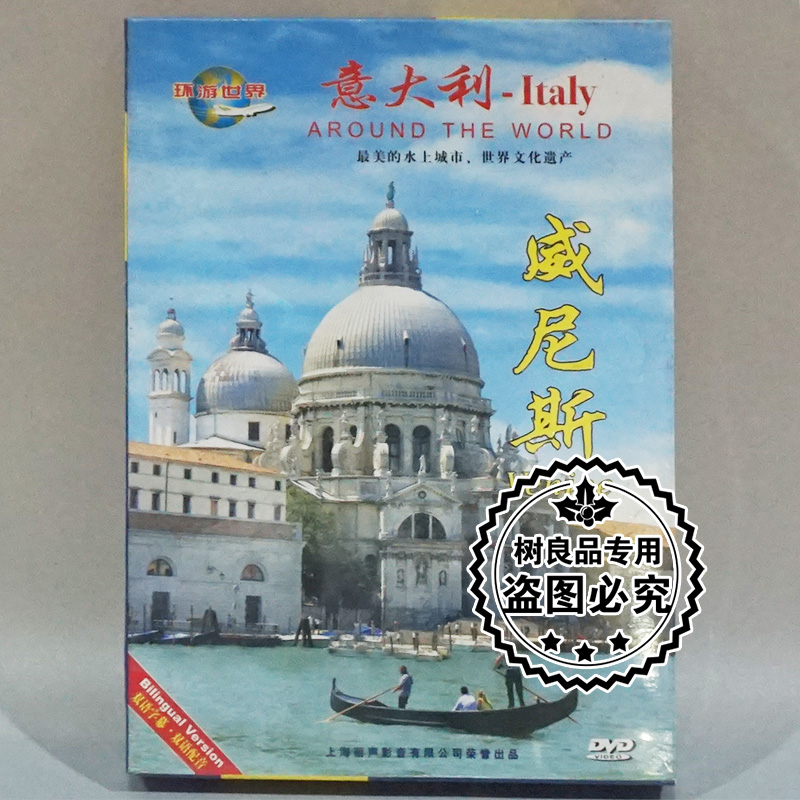 环游世界
意大利-Italy
AROUND THE WORLD
最美的水上城市、世界文化遗产
威尼斯
树良品专用
盗图必究
Bilingual Version
双语字幕·双语配音
上海丽声影音有限公司荣誉出品
DVD
VIDEO